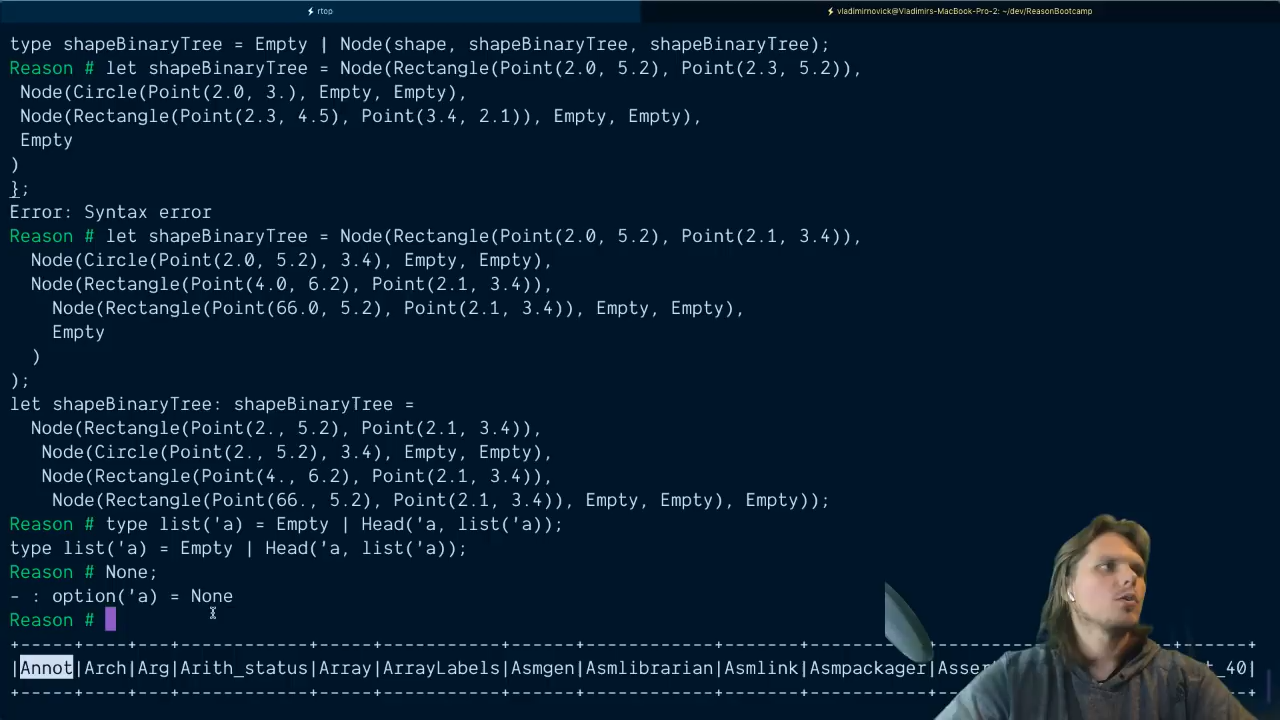 ⚡ rtop
⚡ vladimirnovick@Vladimirs-MacBook-Pro-2: ~/dev/ReasonBootcamp
type shapeBinaryTree = Empty | Node(shape, shapeBinaryTree, shapeBinaryTree);
Reason # let shapeBinaryTree = Node(Rectangle(Point(2.0, 5.2), Point(2.3, 5.2)),
Node(Circle(Point(2.0, 3.), Empty, Empty),
Node(Rectangle(Point(2.3, 4.5), Point(3.4, 2.1)), Empty, Empty),
Empty
)
};
Error: Syntax error
Reason # let shapeBinaryTree = Node(Rectangle(Point(2.0, 5.2), Point(2.1, 3.4)),
Node(Circle(Point(2.0, 5.2), 3.4), Empty, Empty),
Node(Rectangle(Point(4.0, 6.2), Point(2.1, 3.4)),
Node(Rectangle(Point(66.0, 5.2), Point(2.1, 3.4)), Empty, Empty),
Empty
)
);
let shapeBinaryTree: shapeBinaryTree =
Node(Rectangle(Point(2., 5.2), Point(2.1, 3.4)),
Node(Circle(Point(2., 5.2), 3.4), Empty, Empty),
Node(Rectangle(Point(4., 6.2), Point(2.1, 3.4)),
Node(Rectangle(Point(66., 5.2), Point(2.1, 3.4)), Empty, Empty), Empty));
Reason # type list('a) = Empty | Head('a, list('a));
type list('a) = Empty | Head('a, list('a));
Reason # None;
- : option('a) = None
Reason #
|Annot|Arch|Arg|Arith_status|Array|ArrayLabels|Asmgen|Asmlibrarian|Asmlink|Asmpackager|